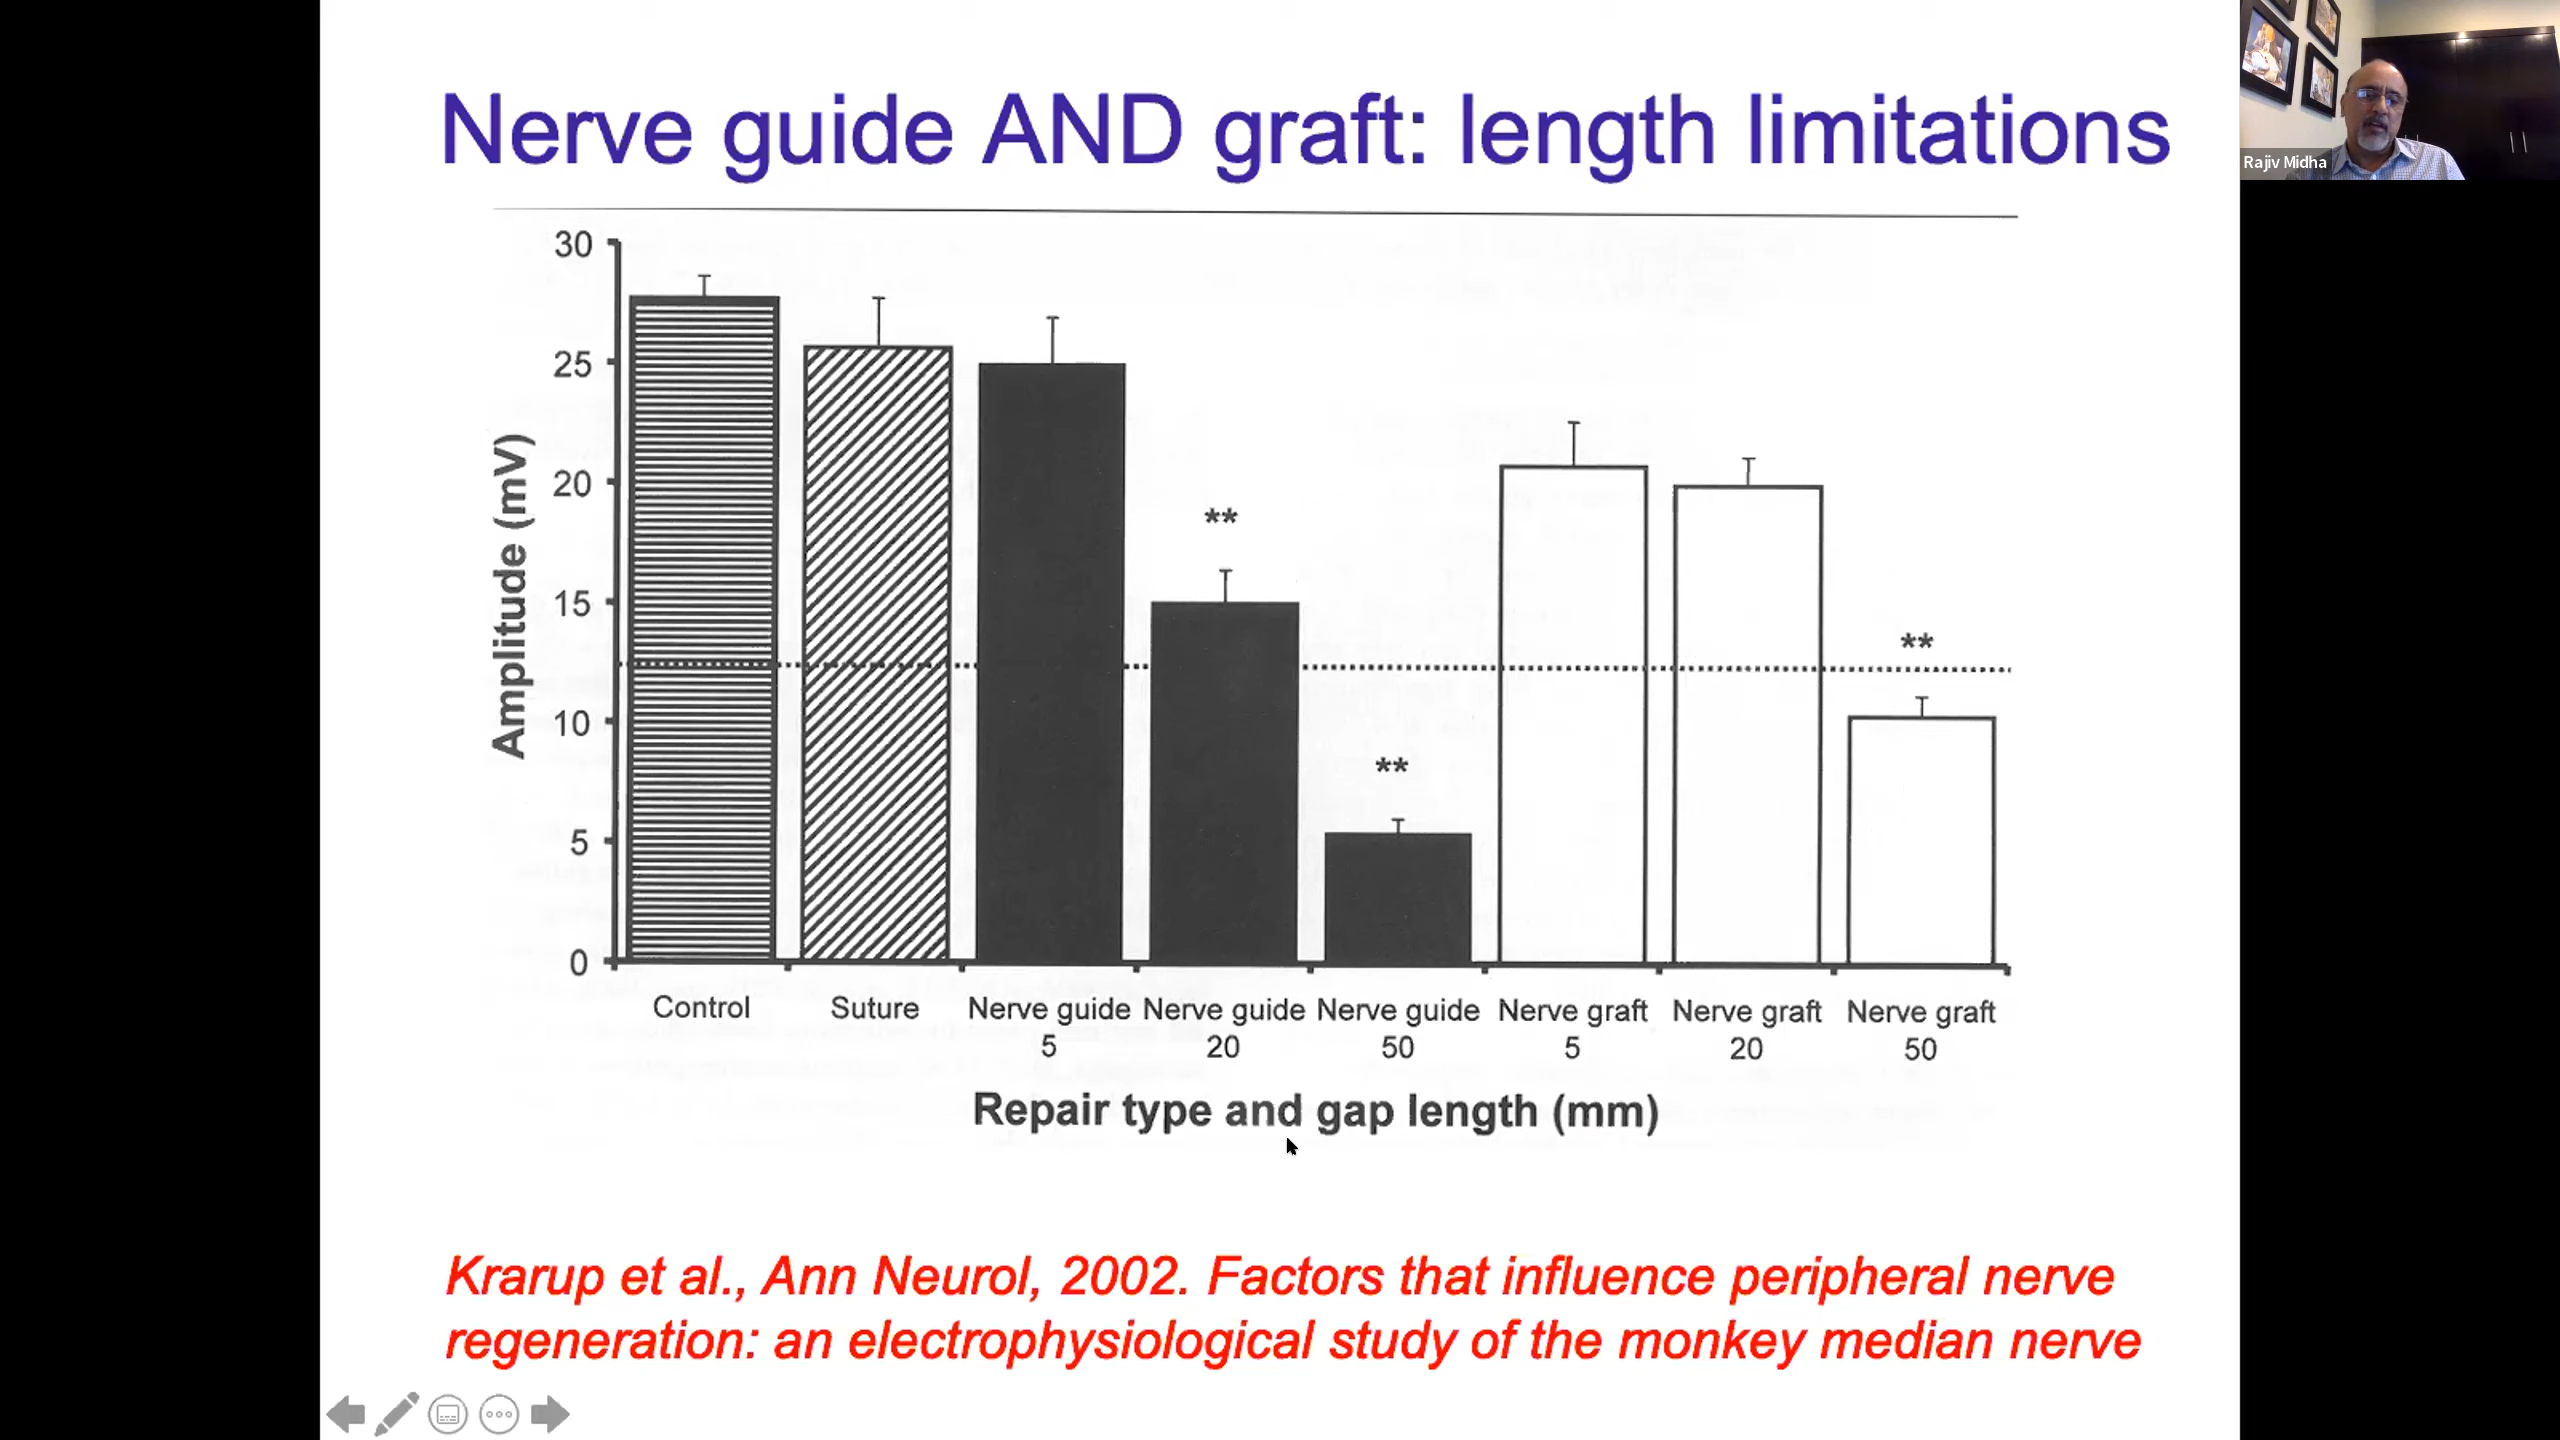 Nerve guide AND graft: length limitations
Rajiv Midha
30
25
20
15
10
5
0
Amplitude (mV)
**
**
**
Control Suture Nerve guide Nerve guide Nerve guide Nerve graft Nerve graft Nerve graft
5 20 50 5 20 50
Repair type and gap length (mm)
Krarup et al., Ann Neurol, 2002. Factors that influence peripheral nerve
regeneration: an electrophysiological study of the monkey median nerve